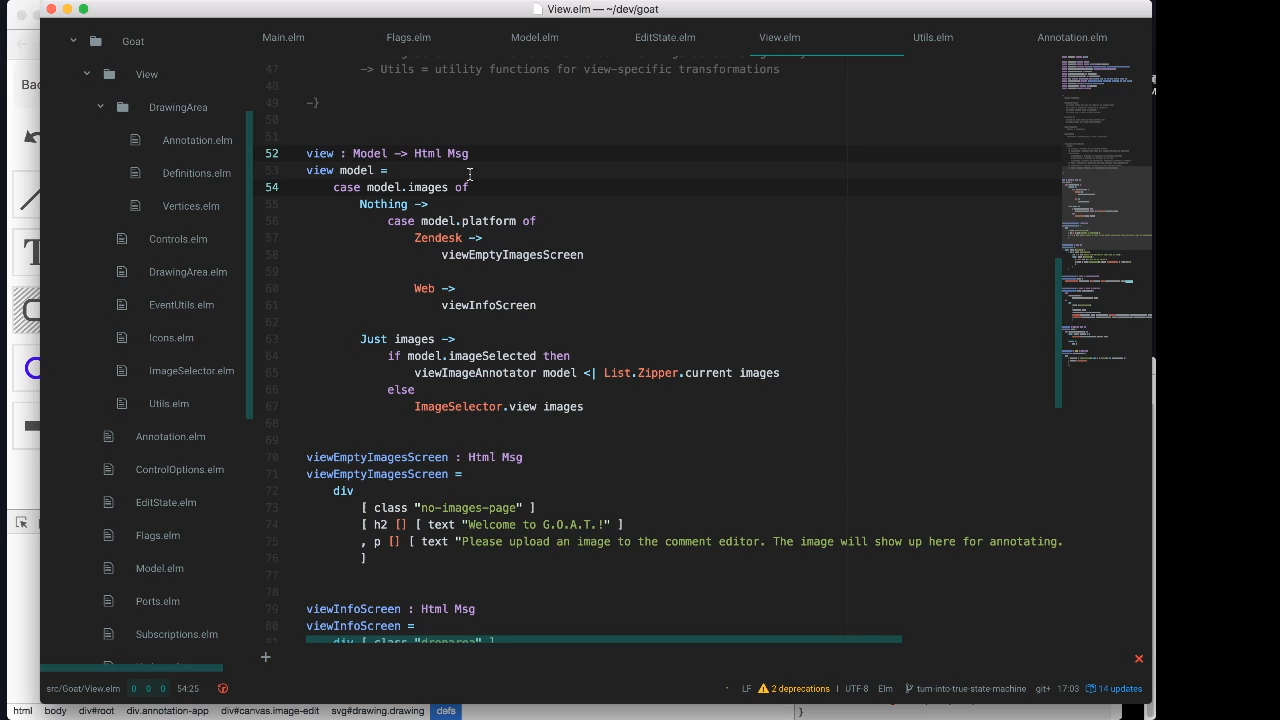 View.elm — ~/dev/goat
Goat
View
DrawingArea
Annotation.elm
Definitions.elm
Vertices.elm
Controls.elm
DrawingArea.elm
EventUtils.elm
Icons.elm
ImageSelector.elm
Utils.elm
Annotation.elm
ControlOptions.elm
EditState.elm
Flags.elm
Model.elm
Ports.elm
Subscriptions.elm
Main.elm Flags.elm Model.elm EditState.elm View.elm Utils.elm Annotation.elm
47 -> Utils = utility functions for view-specific transformations
48
49 -}
50
51
52 view : Model -> Html Msg
53 view model =
54 case model.images of
55 Nothing ->
56 case model.platform of
57 Zendesk ->
58 viewEmptyImagesScreen
59
60 Web ->
61 viewInfoScreen
62
63 Just images ->
64 if model.imageSelected then
65 viewImageAnnotator model <| List.Zipper.current images
66 else
67 ImageSelector.view images
68
69
70 viewEmptyImagesScreen : Html Msg
71 viewEmptyImagesScreen =
72 div
73 [ class "no-images-page" ]
74 [ h2 [] [ text "Welcome to G.O.A.T.!" ]
75 , p [] [ text "Please upload an image to the comment editor. The image will show up here for annotating.
76 ]
77
78
79 viewInfoScreen : Html Msg
80 viewInfoScreen =
81 div [ class "droparea" ]
+
src/Goat/View.elm 0 0 0 54:25 LF 2 deprecations UTF-8 Elm turn-into-true-state-machine git+ 17:03 14 updates
html body div#root div.annotation-app div#canvas.image-edit svg#drawing.drawing defs }